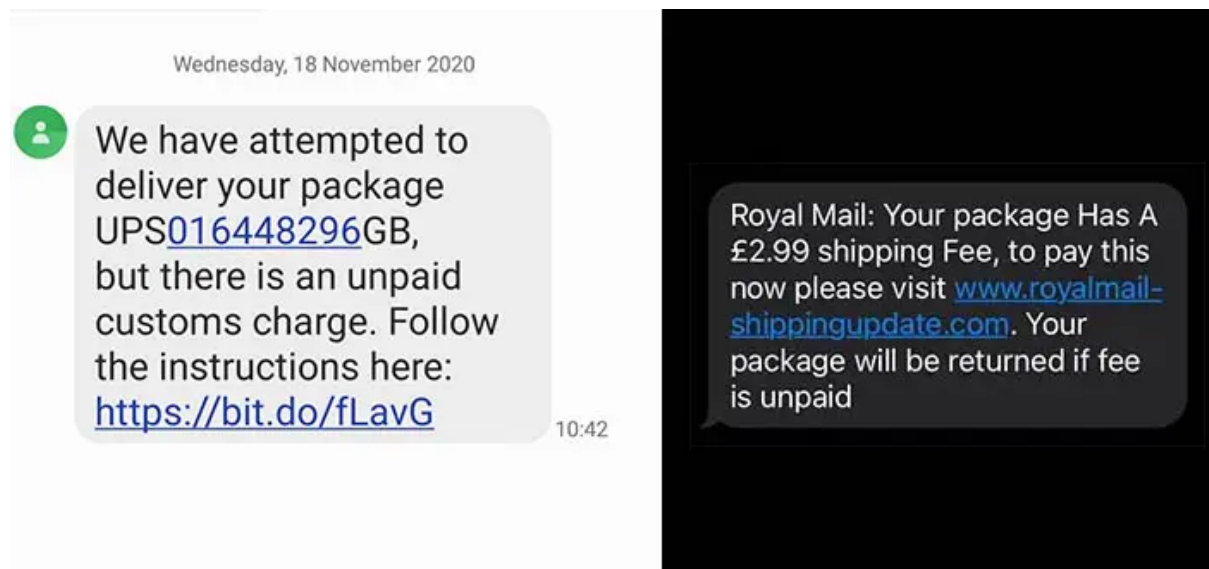 Wednesday, 18 November 2020
We have attempted to
deliver your package
UPS016448296GB,
but there is an unpaid
customs charge. Follow
the instructions here:
https://bit.do/fLavG
10:42
Royal Mail: Your package Has A
£2.99 shipping Fee, to pay this
now please visit www.royalmail-
shippingupdate.com. Your
package will be returned if fee
is unpaid